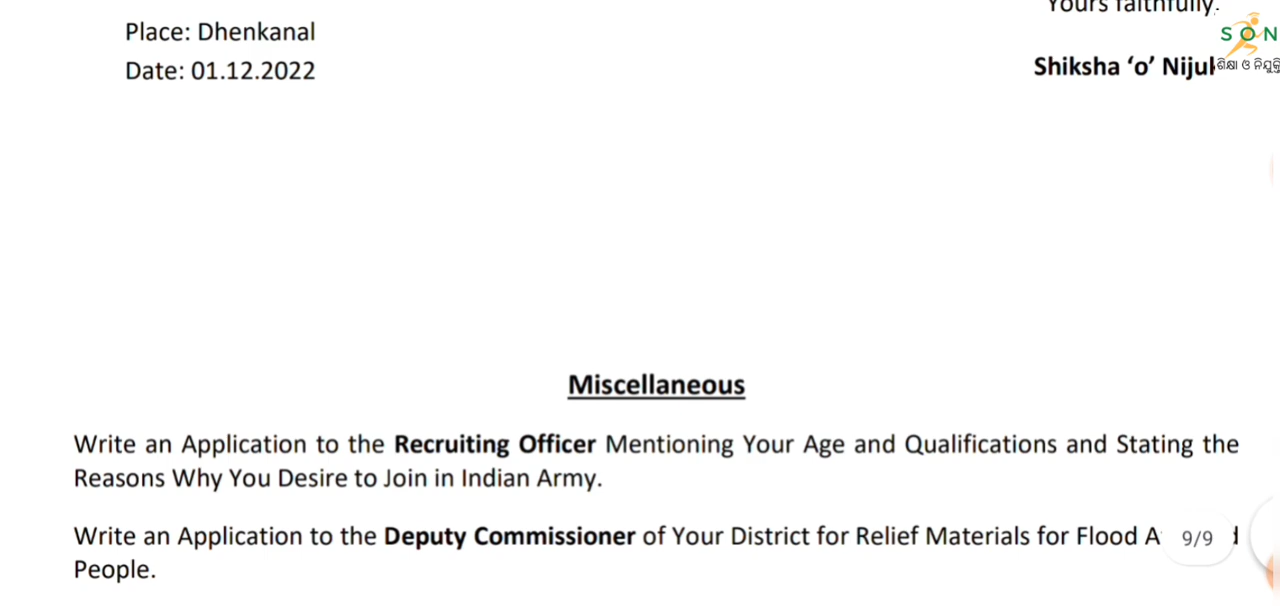 Yours faithfully.
Place: Dhenkanal
S O N
Date: 01.12.2022
Shiksha ‘o’
ଶିକ୍ଷା ଓ ନିଯୁକ୍ତି
Miscellaneous
Write an Application to the Recruiting Officer Mentioning Your Age and Qualifications and Stating the
Reasons Why You Desire to Join in Indian Army.
Write an Application to the Deputy Commissioner of Your District for Relief Materials for Flood
9/9
People.